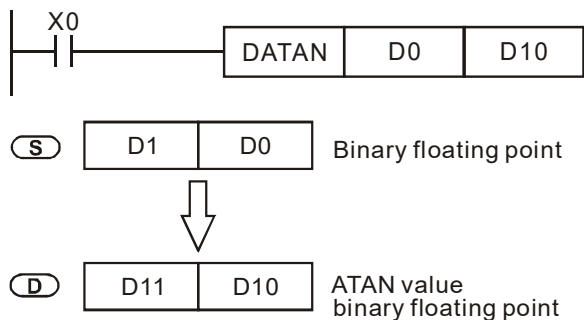 X0
DATAN D0 D10
S D1 D0 Binary floating point
D D11 D10 ATAN value
binary floating point